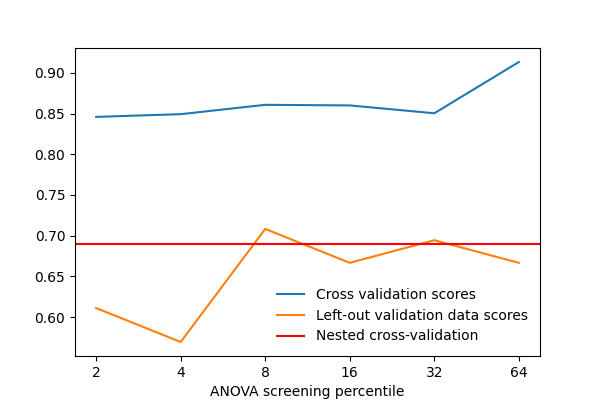 0.90
0.85
0.80
0.75
0.70
0.65
0.60
Cross validation scores
Left-out validation data scores
Nested cross-validation
2 4 8 16 32 64
ANOVA screening percentile